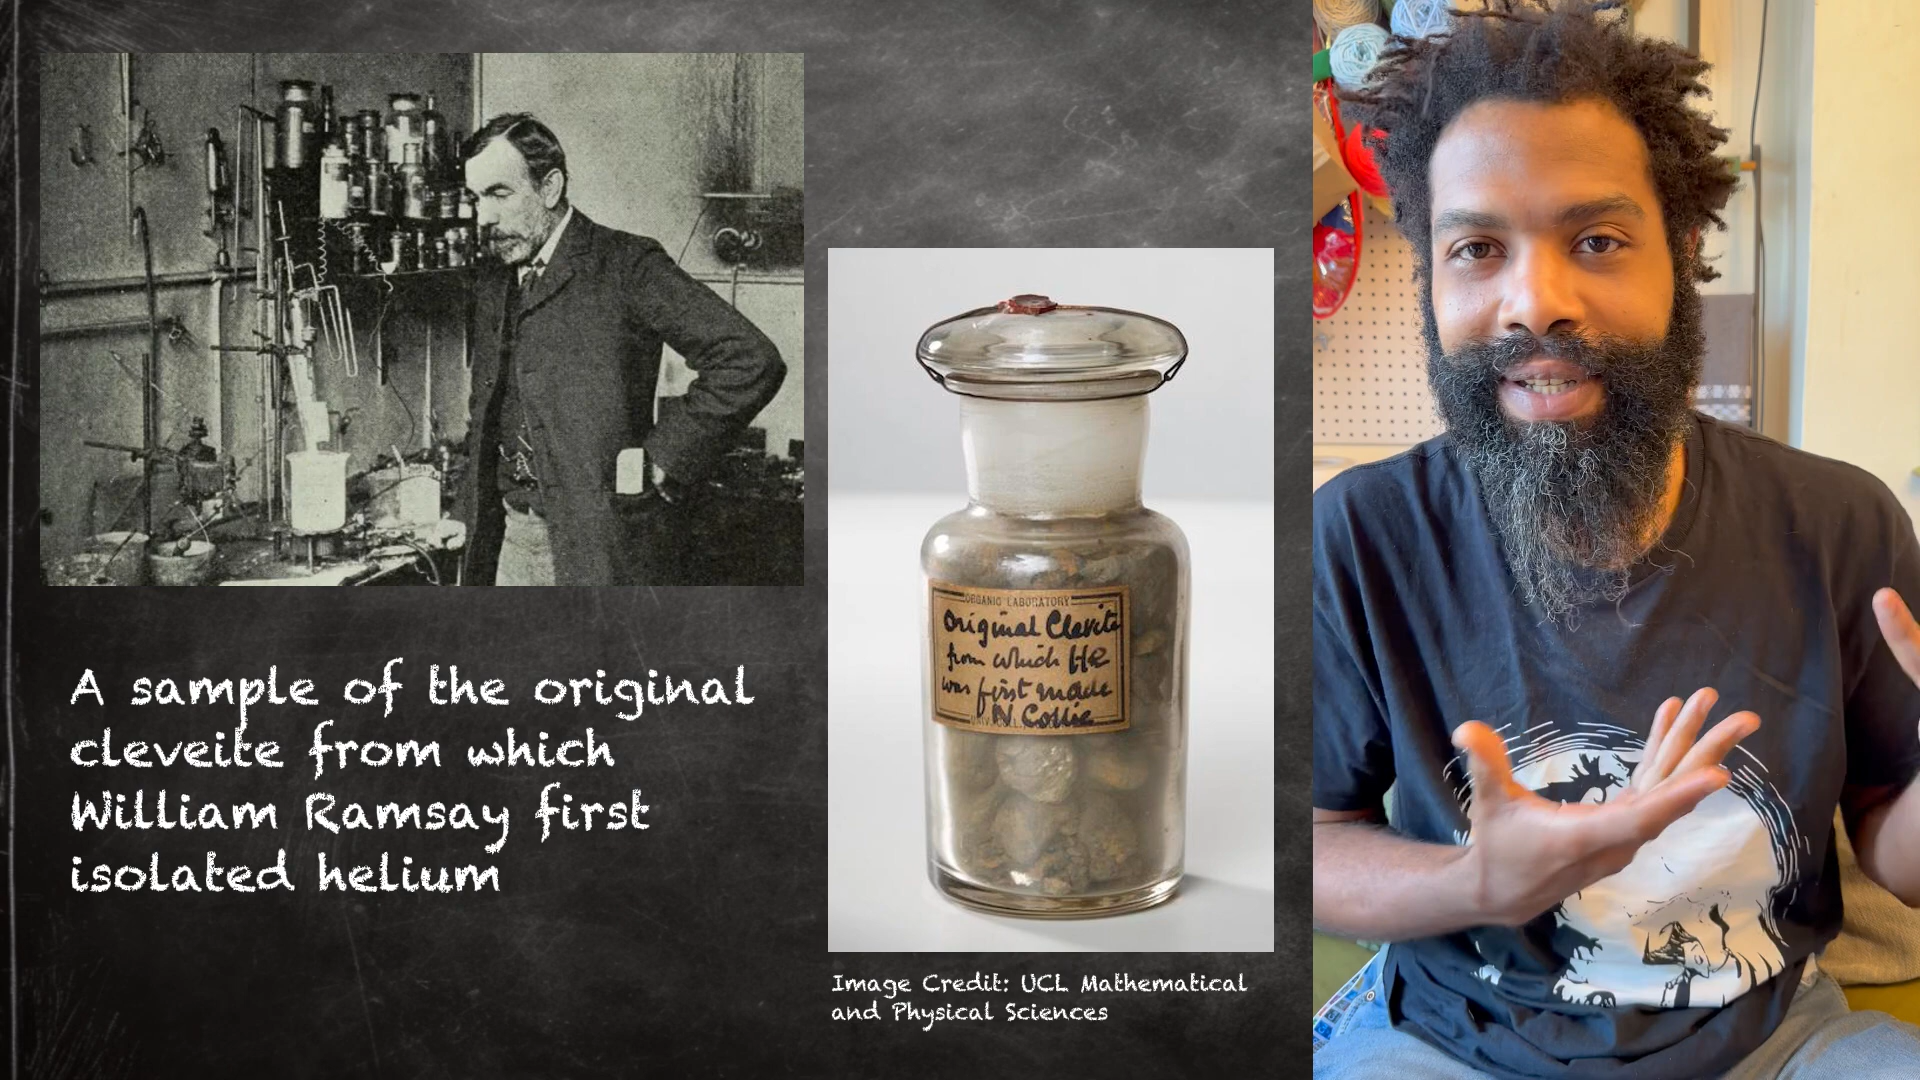 A sample of the original
cleveite from which
William Ramsay first
isolated helium
ORGANIC LABORATORY
Original Cleveite
from which He
was first made
N. Collie
Image Credit: UCL Mathematical
and Physical Sciences